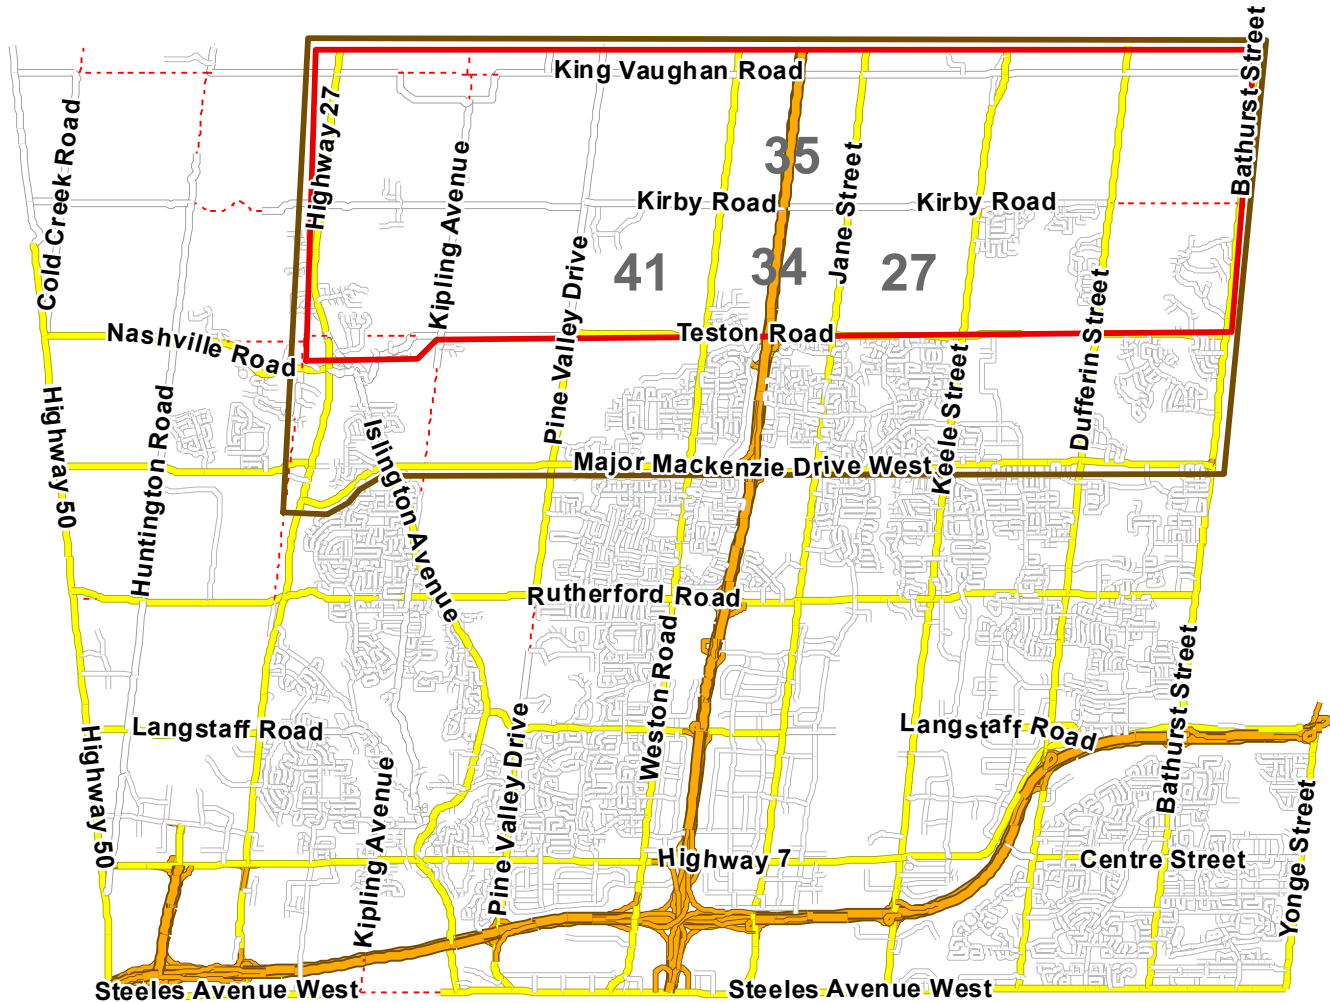 Bathurst Street
King Vaughan Road
Cold Creek Road
Highway 27
Kipling Avenue
35
Jane Street
Kirby Road
Kirby Road
Pine Valley Drive
41
34
27
Dufferin Street
Nashville Road
Teston Road
Keele Street
Highway 50
Huntington Road
Islington Avenue
Major Mackenzie Drive West
Rutherford Road
Weston Road
Bathurst Street
Langstaff Road
Langstaff Road
Highway 50
Kipling Avenue
Pine Valley Drive
Yonge Street
Highway 7
Centre Street
Steeles Avenue West
Steeles Avenue West